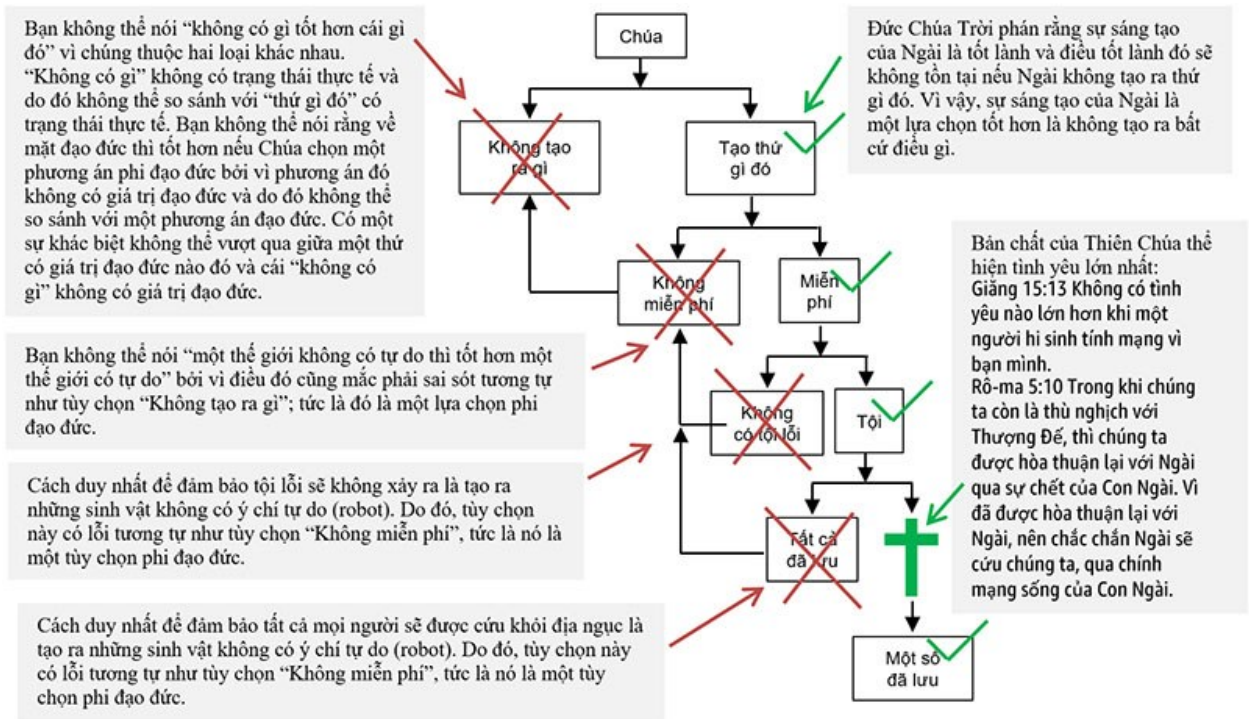 Bạn không thể nói “không có gì tốt hơn cái gì
đó” vì chúng thuộc hai loại khác nhau.
“Không có gì” không có trạng thái thực tế và
do đó không thể so sánh với “thứ gì đó” có
trạng thái thực tế. Bạn không thể nói rằng về
mặt đạo đức thì tốt hơn nếu Chúa chọn một
phương án phi đạo đức bởi vì phương án đó
không có giá trị đạo đức và do đó không thể
so sánh với một phương án đạo đức. Có một
sự khác biệt không thể vượt qua giữa một thứ
có giá trị đạo đức nào đó và cái “không có
gì” không có giá trị đạo đức.
Chúa
Đức Chúa Trời phán rằng sự sáng tạo
của Ngài là tốt lành và điều tốt lành đó sẽ
không tồn tại nếu Ngài không tạo ra thứ
gì đó. Vì vậy, sự sáng tạo của Ngài là
một lựa chọn tốt hơn là không tạo ra bất
cứ điều gì.
Không tạo
ra gì
Tạo thứ
gì đó
Không
miễn phí
Miễn
phí
Bản chất của Thiên Chúa thể
hiện tình yêu lớn nhất:
Giăng 15:13 Không có tình
yêu nào lớn hơn khi một
người hi sinh tính mạng vì
bạn mình.
Rô-ma 5:10 Trong khi chúng
ta còn là thù nghịch với
Thượng Đế, thì chúng ta
được hòa thuận lại với Ngài
qua sự chết của Con Ngài. Vì
đã được hòa thuận lại với
Ngài, nên chắc chắn Ngài sẽ
cứu chúng ta, qua chính
mạng sống của Con Ngài.
Bạn không thể nói “một thế giới không có tự do thì tốt hơn một
thế giới có tự do” bởi vì điều đó cũng mắc phải sai sót tương tự
như tùy chọn “Không tạo ra gì”; tức là đó là một lựa chọn phi
đạo đức.
Không
có tội lỗi
Tội
Cách duy nhất để đảm bảo tội lỗi sẽ không xảy ra là tạo ra
những sinh vật không có ý chí tự do (robot). Do đó, tùy chọn
này có lỗi tương tự như tùy chọn “Không miễn phí”, tức là nó là
một tùy chọn phi đạo đức.
Tất cả
đã lưu
Cách duy nhất để đảm bảo tất cả mọi người sẽ được cứu khỏi địa ngục là
tạo ra những sinh vật không có ý chí tự do (robot). Do đó, tùy chọn này
có lỗi tương tự như tùy chọn “Không miễn phí”, tức là nó là một tùy
chọn phi đạo đức.
Một số
đã lưu